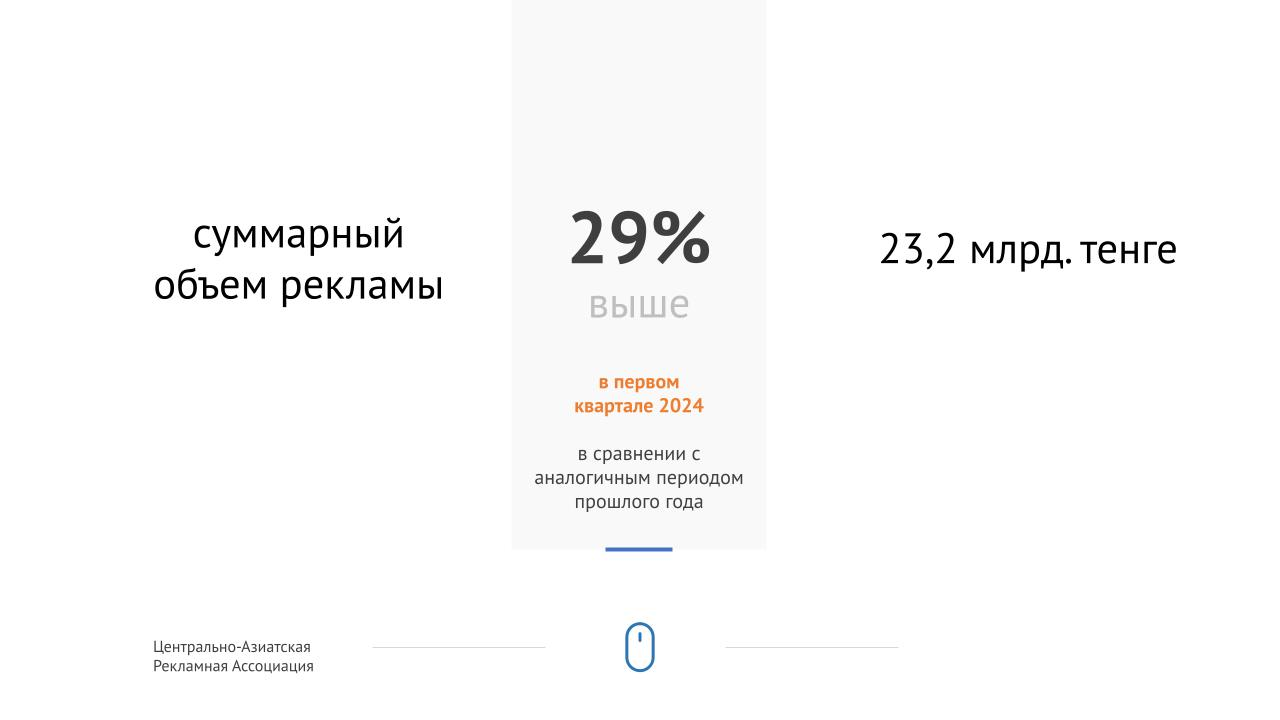 суммарный
объем рекламы
29%
выше
в первом
квартале 2024
в сравнении с
аналогичным периодом
прошлого года
23,2 млрд. тенге
Центрально-Азиатская
Рекламная Ассоциация